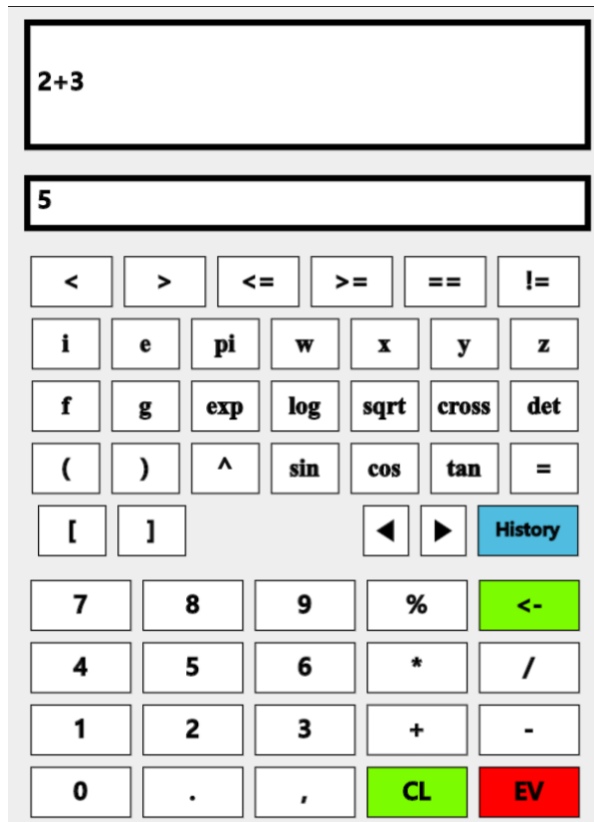 2+3
5
< > <= >= == !=
i e pi w x y z
f g exp log sqrt cross det
( ) ^ sin cos tan =
[ ] ◀ ▶ History
7 8 9 % <-
4 5 6 * /
1 2 3 + -
0 . , CL EV